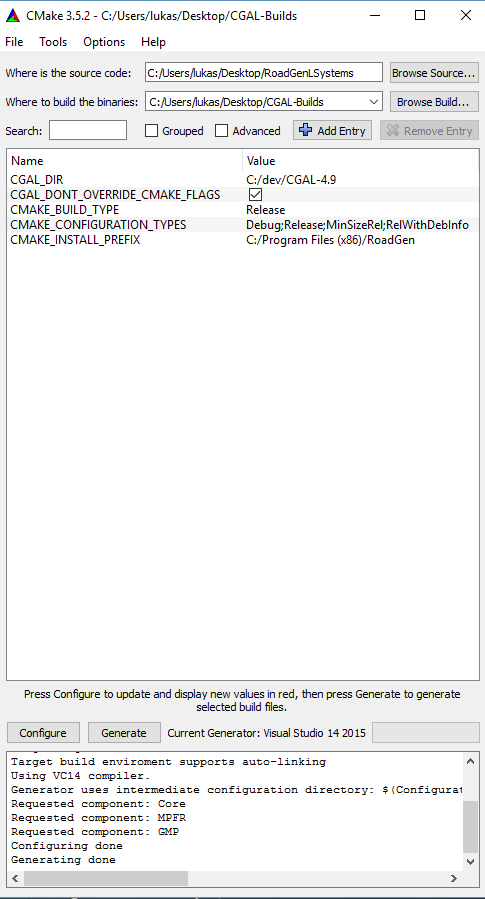 CMake 3.5.2 - C:/Users/lukas/Desktop/CGAL-Builds
File Tools Options Help
Where is the source code: C:/Users/lukas/Desktop/RoadGenLSystems Browse Source...
Where to build the binaries: C:/Users/lukas/Desktop/CGAL-Builds Browse Build...
Search: Grouped Advanced Add Entry Remove Entry
Name Value
CGAL_DIR C:/dev/CGAL-4.9
CGAL_DONT_OVERRIDE_CMAKE_FLAGS
CMAKE_BUILD_TYPE Release
CMAKE_CONFIGURATION_TYPES Debug;Release;MinSizeRel;RelWithDebInfo
CMAKE_INSTALL_PREFIX C:/Program Files (x86)/RoadGen
Press Configure to update and display new values in red, then press Generate to generate
selected build files.
Configure Generate Current Generator: Visual Studio 14 2015
Target build enviroment supports auto-linking
Using VC14 compiler.
Generator uses intermediate configuration directory: $(Configurat
Requested component: Core
Requested component: MPFR
Requested component: GMP
Configuring done
Generating done